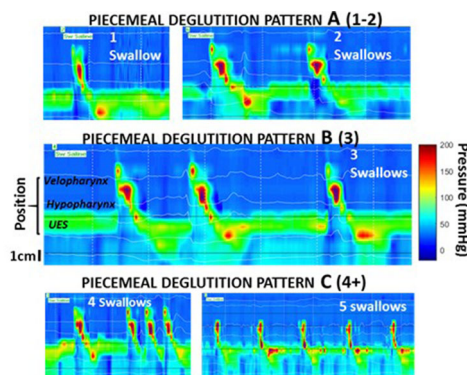 PIECEMEAL DEGLUTITION PATTERN A (1-2)
1
Swallow
2
Swallows
PIECEMEAL DEGLUTITION PATTERN B (3)
3
Swallows
Velopharynx
Hypopharynx
UES
Position
1cm
200
150
100
50
0
Pressure (mmHg)
PIECEMEAL DEGLUTITION PATTERN C (4+)
4 Swallows
5 swallows